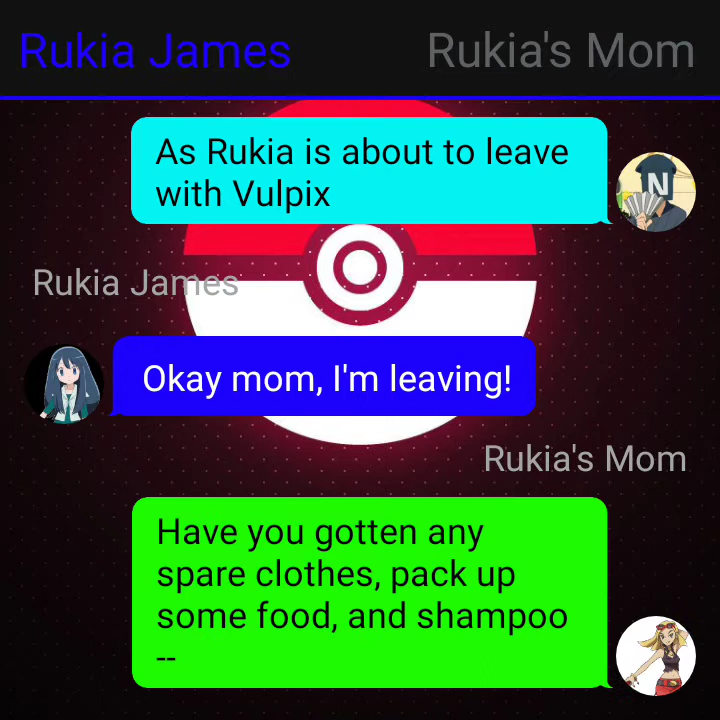 Rukia James Rukia's Mom
As Rukia is about to leave
with Vulpix
N
Rukia James
Okay mom, I'm leaving!
Rukia's Mom
Have you gotten any
spare clothes, pack up
some food, and shampoo
--